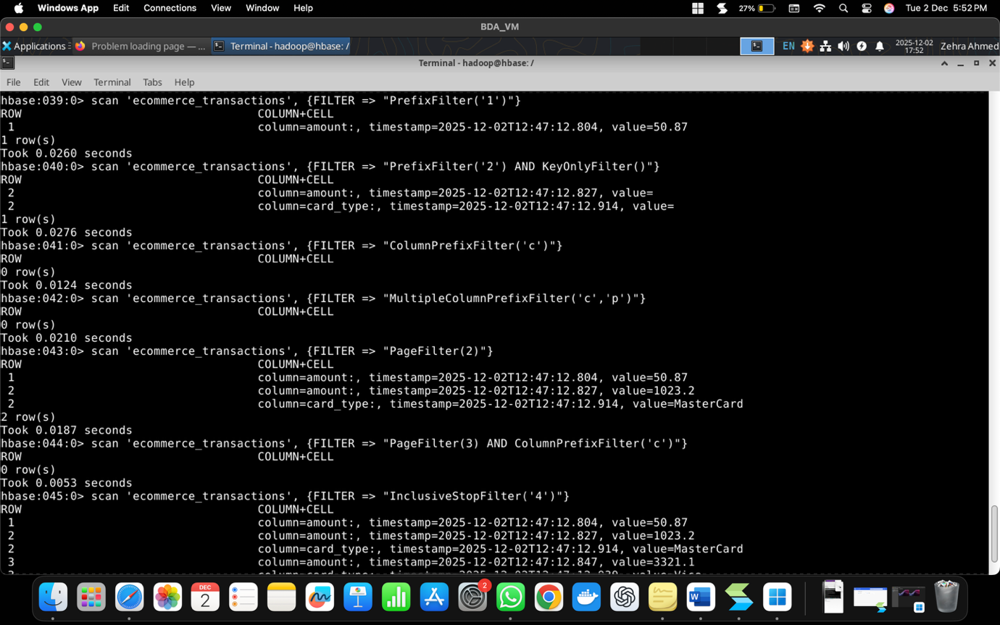 Windows App Edit Connections View Window Help 27% Tue 2 Dec 5:52 PM
BDA_VM
Applications Problem loading page — ... Terminal - hadoop@hbase: / EN 2025-12-02 17:52 Zehra Ahmed
Terminal - hadoop@hbase: /
File Edit View Terminal Tabs Help
hbase:039:0> scan 'ecommerce_transactions', {FILTER => "PrefixFilter('1')"}
ROW COLUMN+CELL
1 column=amount:, timestamp=2025-12-02T12:47:12.804, value=50.87
1 row(s)
Took 0.0260 seconds
hbase:040:0> scan 'ecommerce_transactions', {FILTER => "PrefixFilter('2') AND KeyOnlyFilter()"}
ROW COLUMN+CELL
2 column=amount:, timestamp=2025-12-02T12:47:12.827, value=
2 column=card_type:, timestamp=2025-12-02T12:47:12.914, value=
1 row(s)
Took 0.0276 seconds
hbase:041:0> scan 'ecommerce_transactions', {FILTER => "ColumnPrefixFilter('c')"}
ROW COLUMN+CELL
0 row(s)
Took 0.0124 seconds
hbase:042:0> scan 'ecommerce_transactions', {FILTER => "MultipleColumnPrefixFilter('c','p')"}
ROW COLUMN+CELL
0 row(s)
Took 0.0210 seconds
hbase:043:0> scan 'ecommerce_transactions', {FILTER => "PageFilter(2)"}
ROW COLUMN+CELL
1 column=amount:, timestamp=2025-12-02T12:47:12.804, value=50.87
2 column=amount:, timestamp=2025-12-02T12:47:12.827, value=1023.2
2 column=card_type:, timestamp=2025-12-02T12:47:12.914, value=MasterCard
2 row(s)
Took 0.0187 seconds
hbase:044:0> scan 'ecommerce_transactions', {FILTER => "PageFilter(3) AND ColumnPrefixFilter('c')"}
ROW COLUMN+CELL
0 row(s)
Took 0.0053 seconds
hbase:045:0> scan 'ecommerce_transactions', {FILTER => "InclusiveStopFilter('4')"}
ROW COLUMN+CELL
1 column=amount:, timestamp=2025-12-02T12:47:12.804, value=50.87
2 column=amount:, timestamp=2025-12-02T12:47:12.827, value=1023.2
2 column=card_type:, timestamp=2025-12-02T12:47:12.914, value=MasterCard
3 column=amount:, timestamp=2025-12-02T12:47:12.847, value=3321.1
DEC
2
2